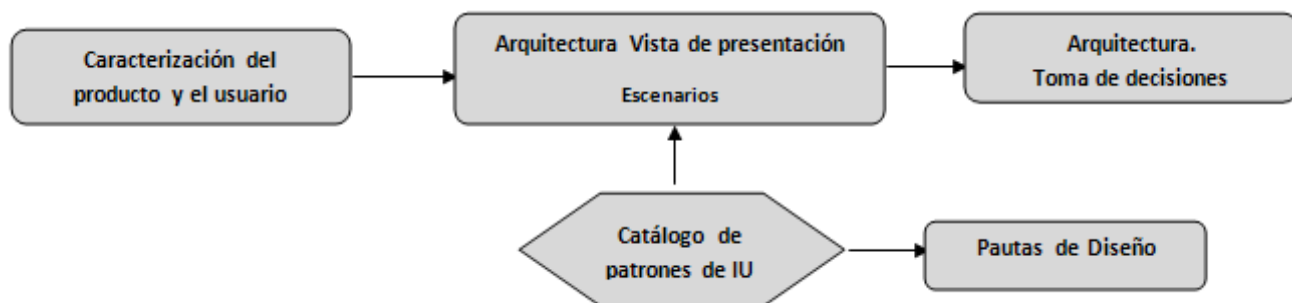 Caracterización del
producto y el usuario
Arquitectura Vista de presentación
Escenarios
Arquitectura.
Toma de decisiones
Catálogo de
patrones de IU
Pautas de Diseño